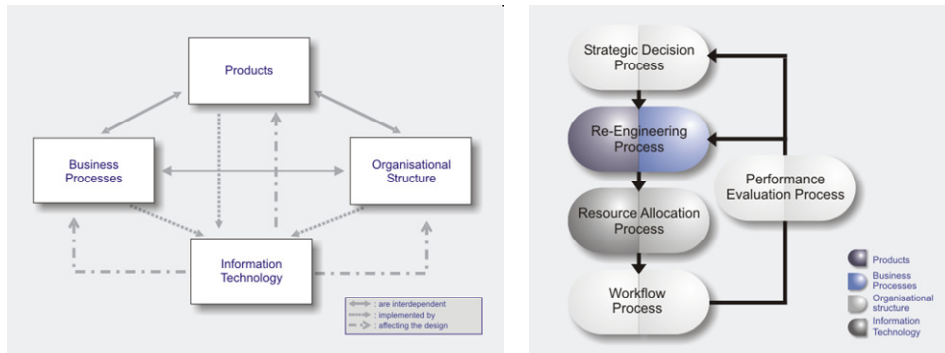 Products
Business
Processes
Organisational
Structure
Information
Technology
: are interdependent
: implemented by
: affecting the design
Strategic Decision
Process
Re-Engineering
Process
Resource Allocation
Process
Workflow
Process
Performance
Evaluation Process
Products
Business
Processes
Organisational
structure
Information
Technology